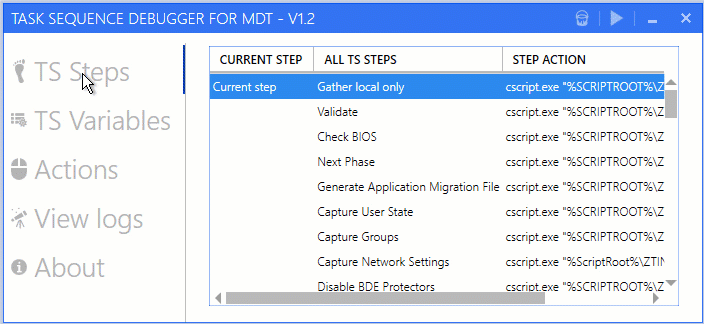 TASK SEQUENCE DEBUGGER FOR MDT - V1.2
TS Steps
TS Variables
Actions
View logs
About
CURRENT STEP ALL TS STEPS STEP ACTION
Current step Gather local only cscript.exe "%SCRIPTROOT%\Z
Validate cscript.exe "%SCRIPTROOT%\Z
Check BIOS cscript.exe "%SCRIPTROOT%\Z
Next Phase cscript.exe "%SCRIPTROOT%\Z
Generate Application Migration File cscript.exe "%SCRIPTROOT%\Z
Capture User State cscript.exe "%SCRIPTROOT%\Z
Capture Groups cscript.exe "%SCRIPTROOT%\Z
Capture Network Settings cscript.exe "%ScriptRoot%\ZTIN
Disable BDE Protectors cscript.exe "%SCRIPTROOT%\Z